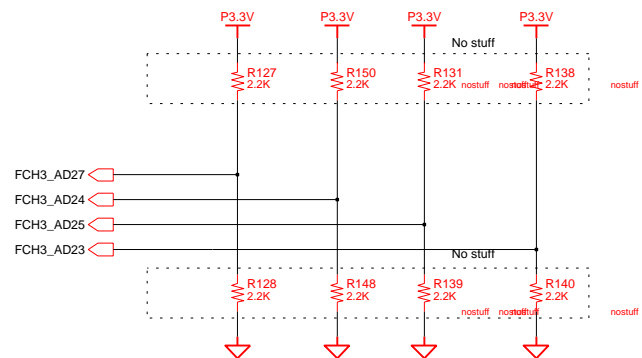 P3.3V P3.3V P3.3V P3.3V
No stuff
R127 R150 R131 R138
2.2K 2.2K 2.2K 2.2K
nostuff nostuff nostuff
FCH3_AD27
FCH3_AD24
FCH3_AD25
FCH3_AD23
No stuff
R128 R148 R139 R140
2.2K 2.2K 2.2K 2.2K
nostuff nostuff nostuff